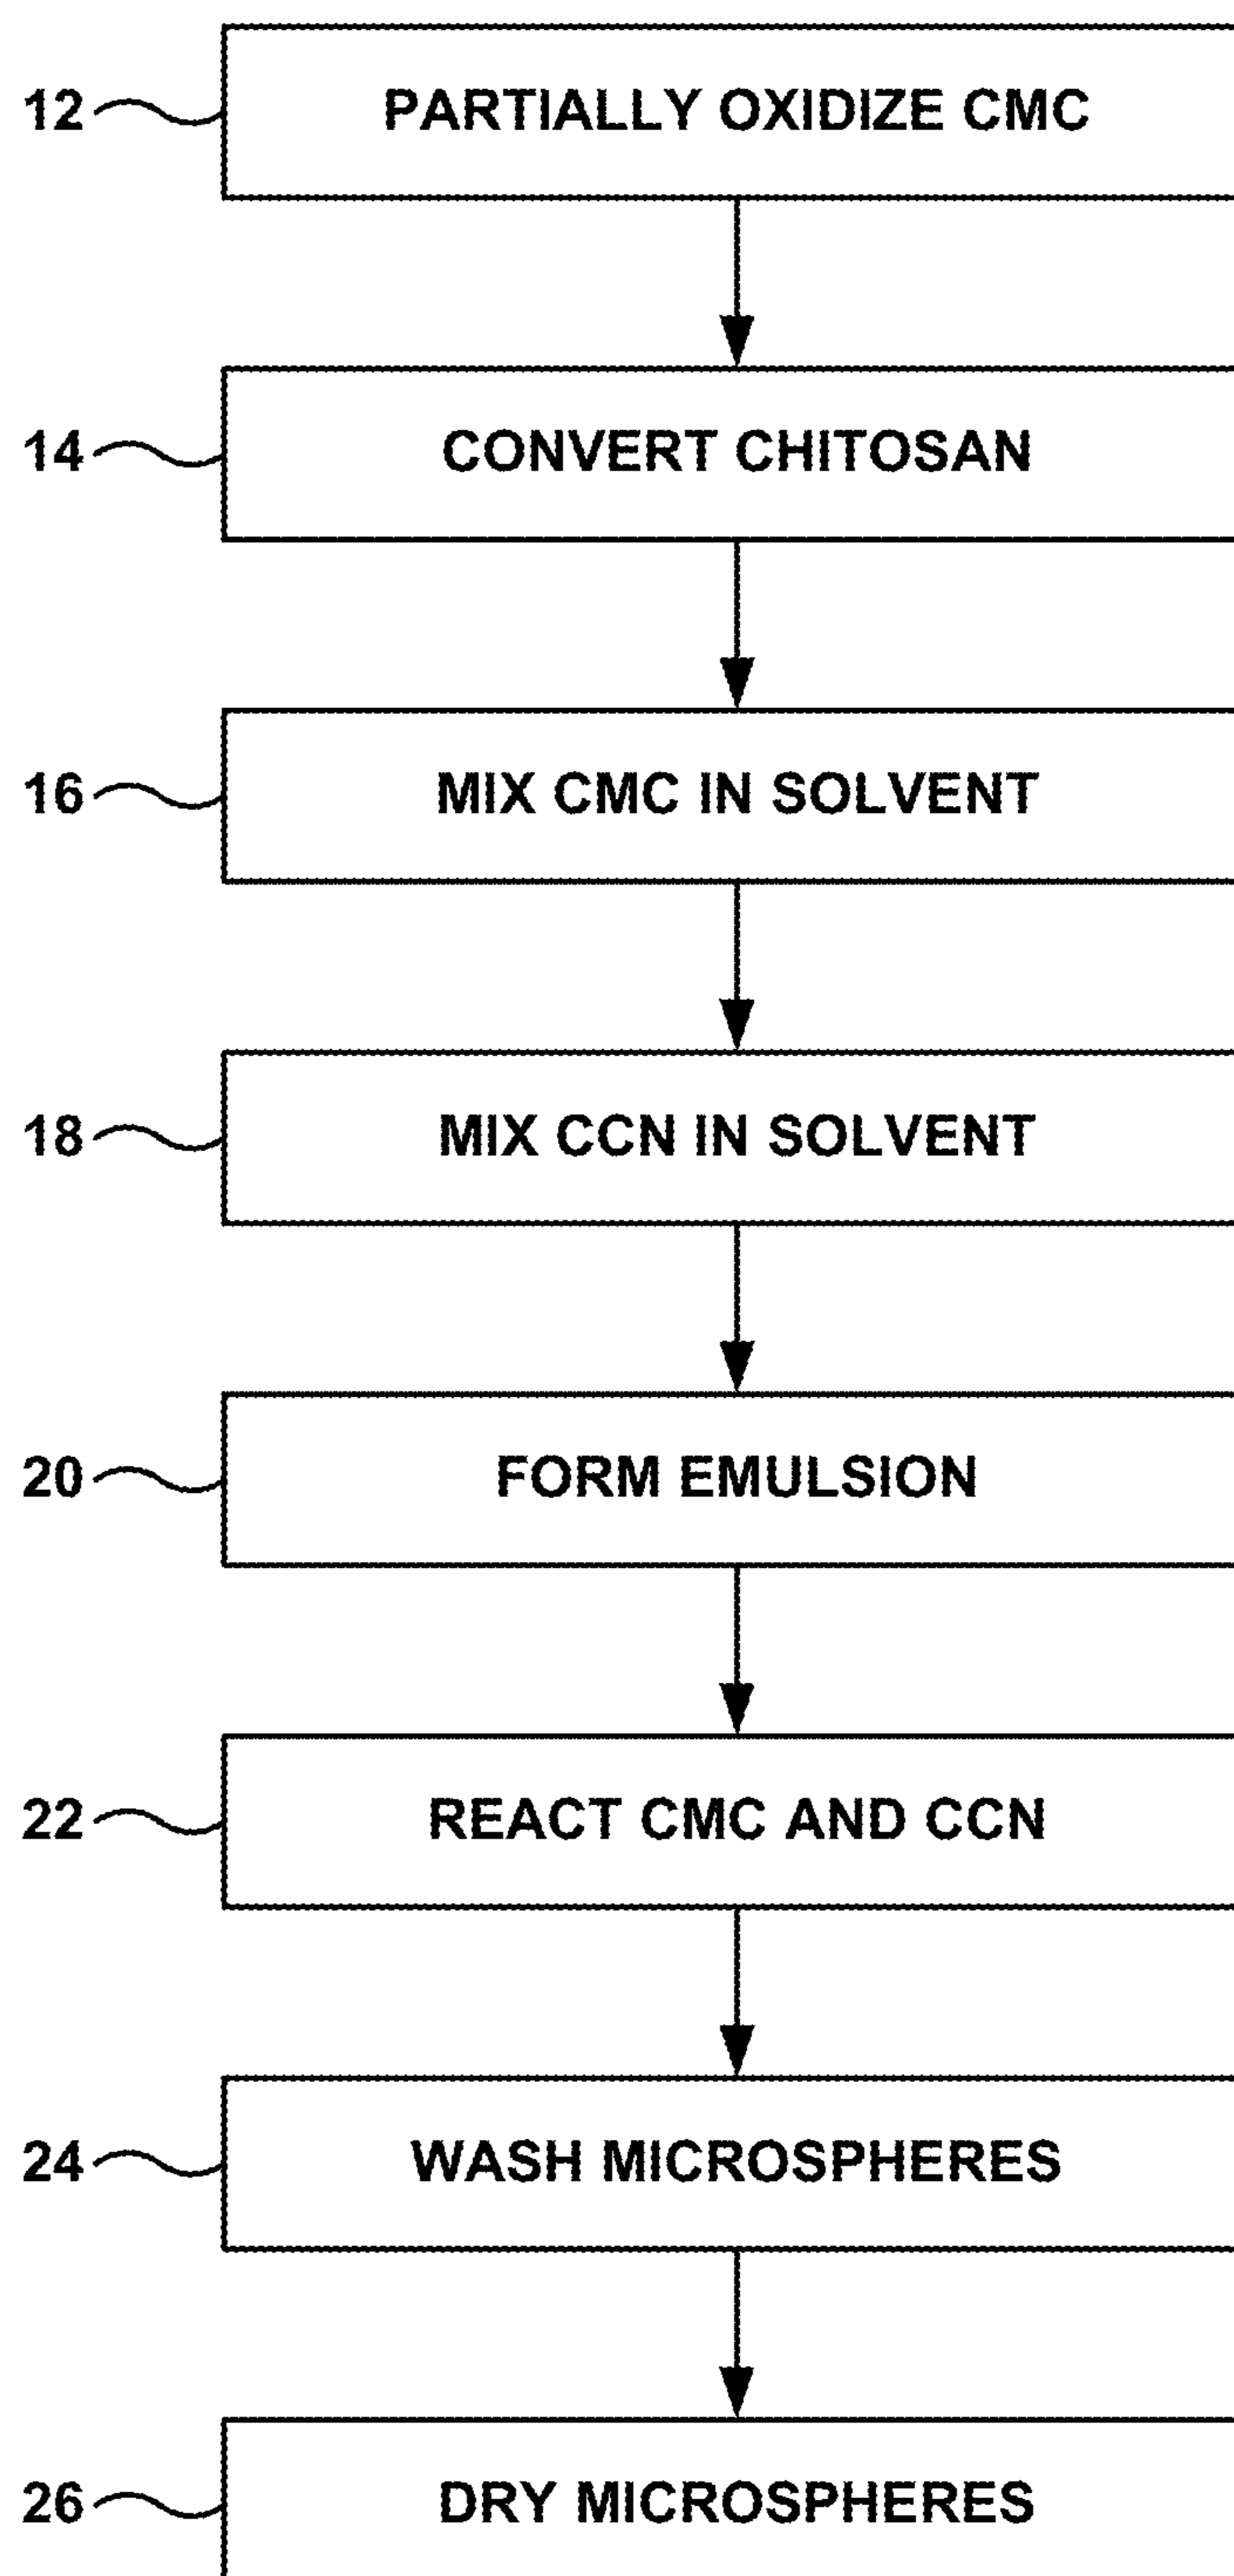 12 PARTIALLY OXIDIZE CMC
14 CONVERT CHITOSAN
16 MIX CMC IN SOLVENT
18 MIX CCN IN SOLVENT
20 FORM EMULSION
22 REACT CMC AND CCN
24 WASH MICROSPHERES
26 DRY MICROSPHERES